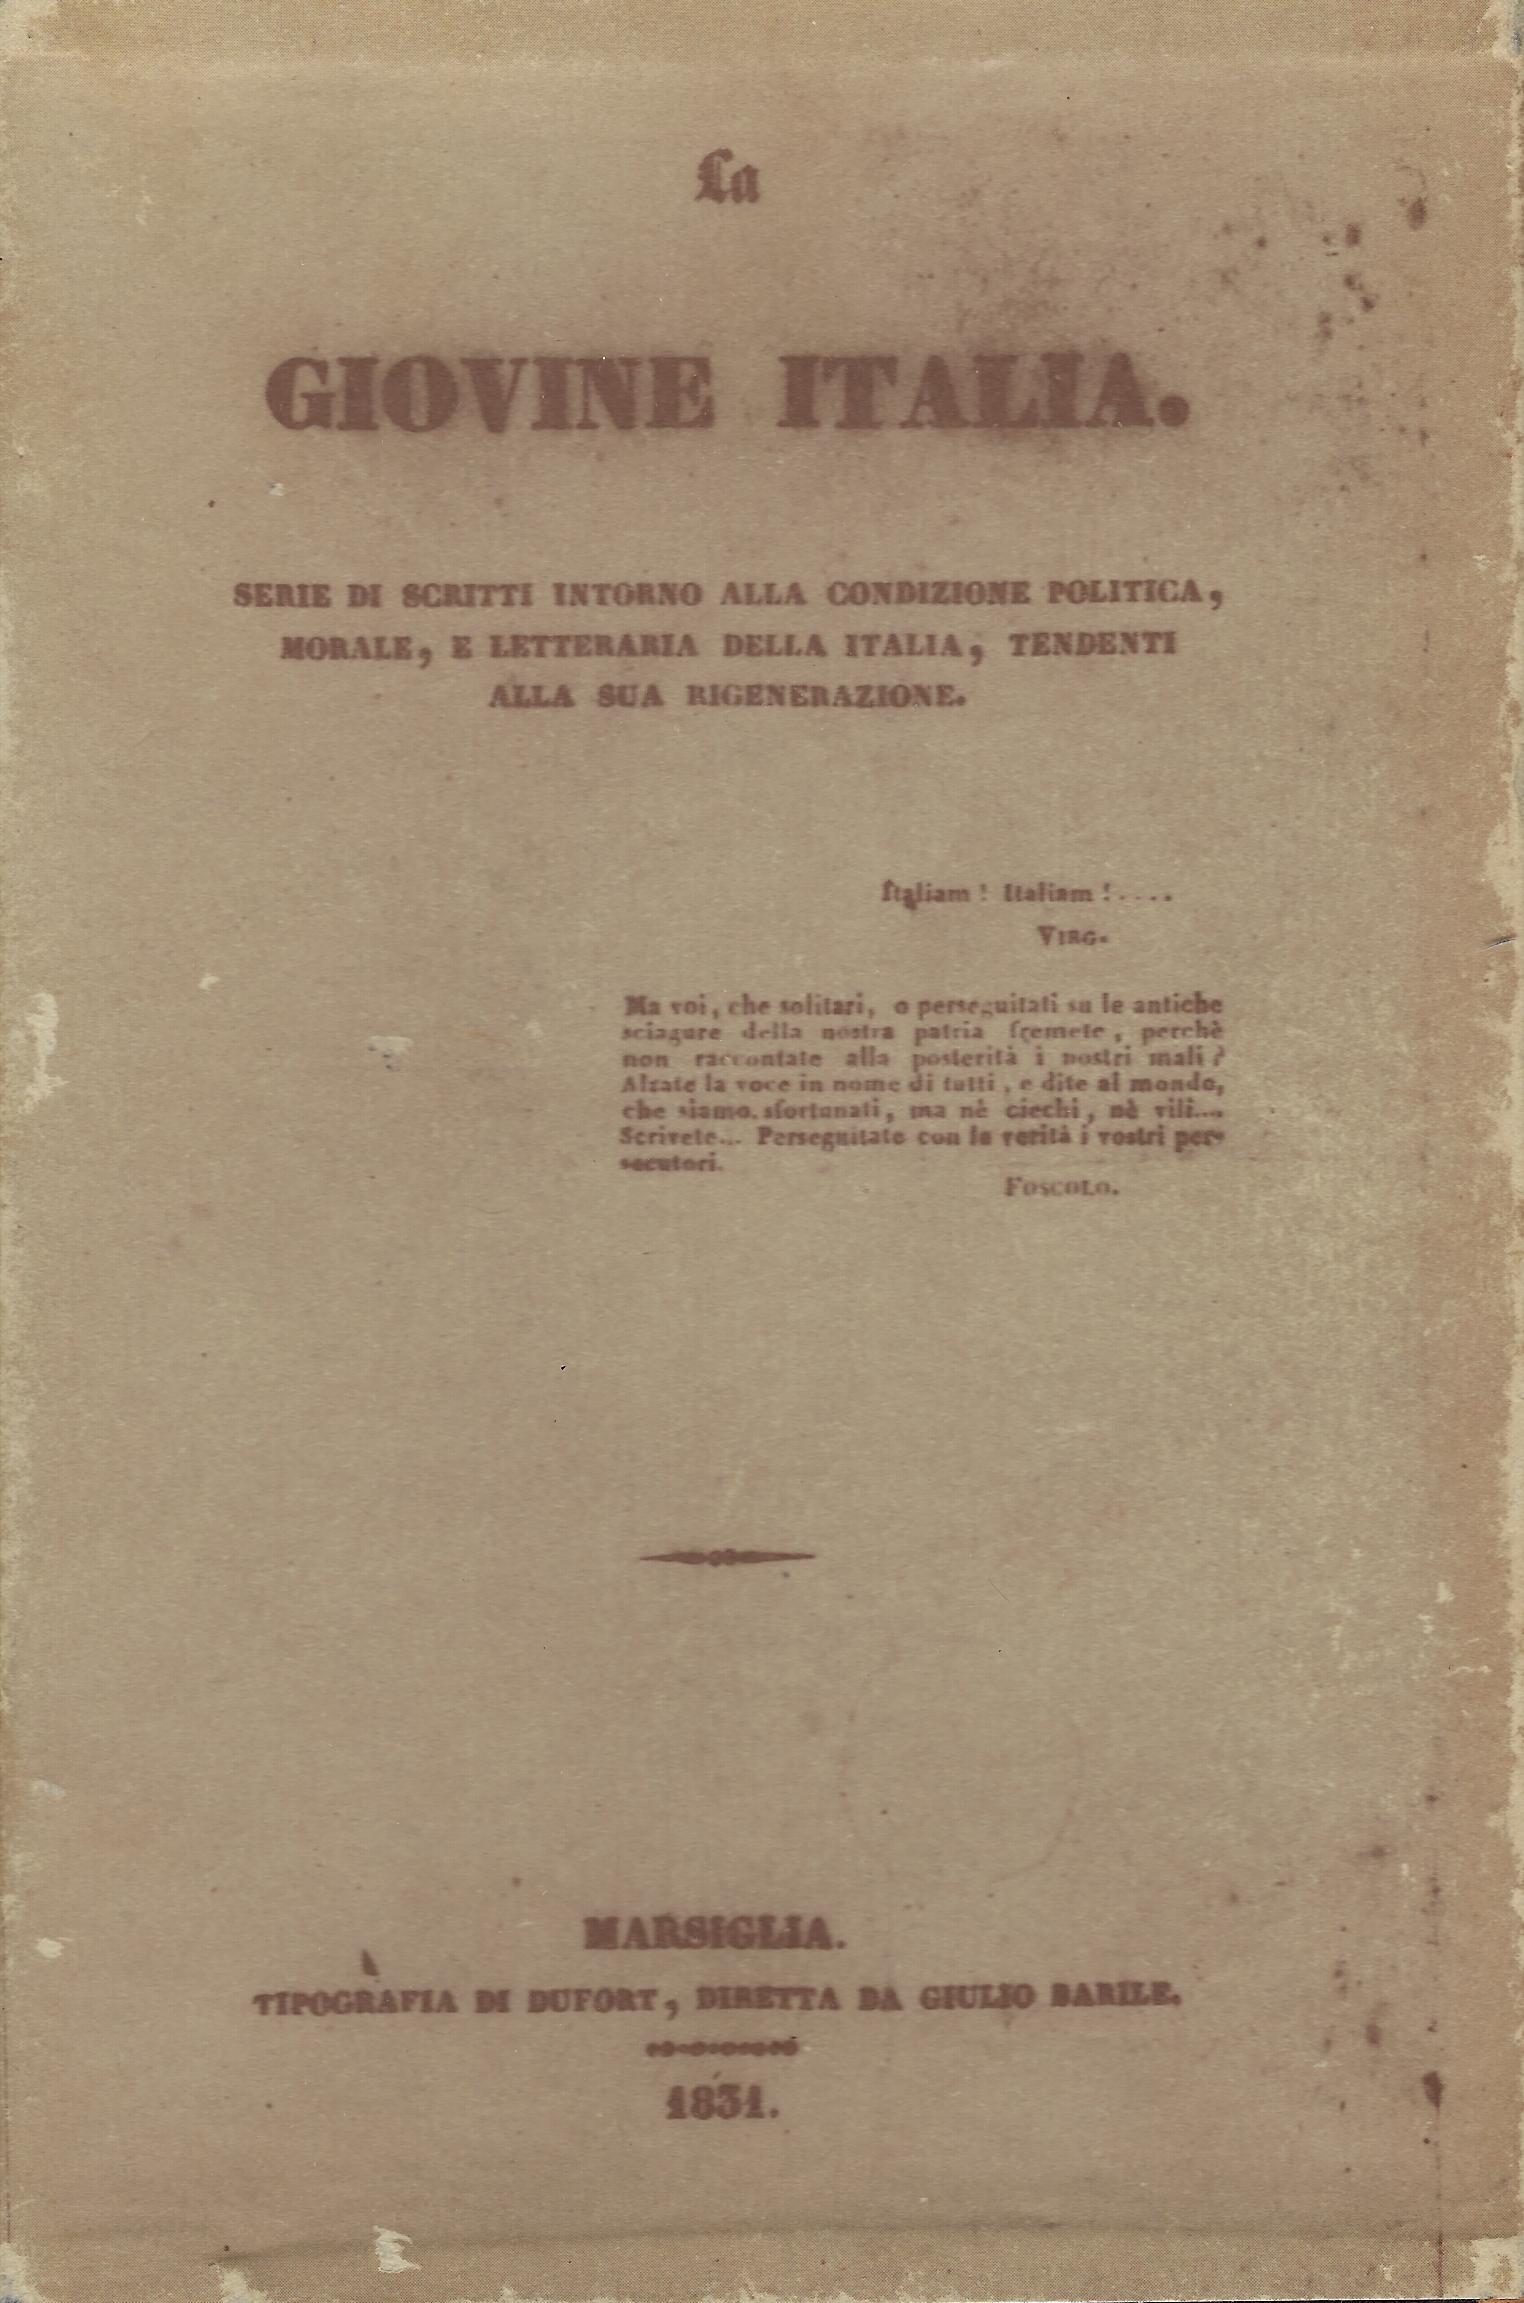 La
GIOVINE ITALIA.
SERIE DI SCRITTI INTORNO ALLA CONDIZIONE POLITICA,
MORALE, E LETTERARIA DELLA ITALIA, TENDENTI
ALLA SUA RIGENERAZIONE.
Italiam ! Italiam !....
VIRG.
Ma voi, che solitari, o perseguitati su le antiche
sciagure della nostra patria fremete, perchè
non raccontate alla posterità i nostri mali ?
Alzate la voce in nome di tutti, e dite al mondo,
che siamo sfortunati, ma nè ciechi, nè vili....
Scrivete... Perseguitate con la verità i vostri per-
secutori.
FOSCOLO.
MARSIGLIA.
TIPOGRAFIA DI DUFORT, DIRETTA DA GIULIO BARILE.
1831.